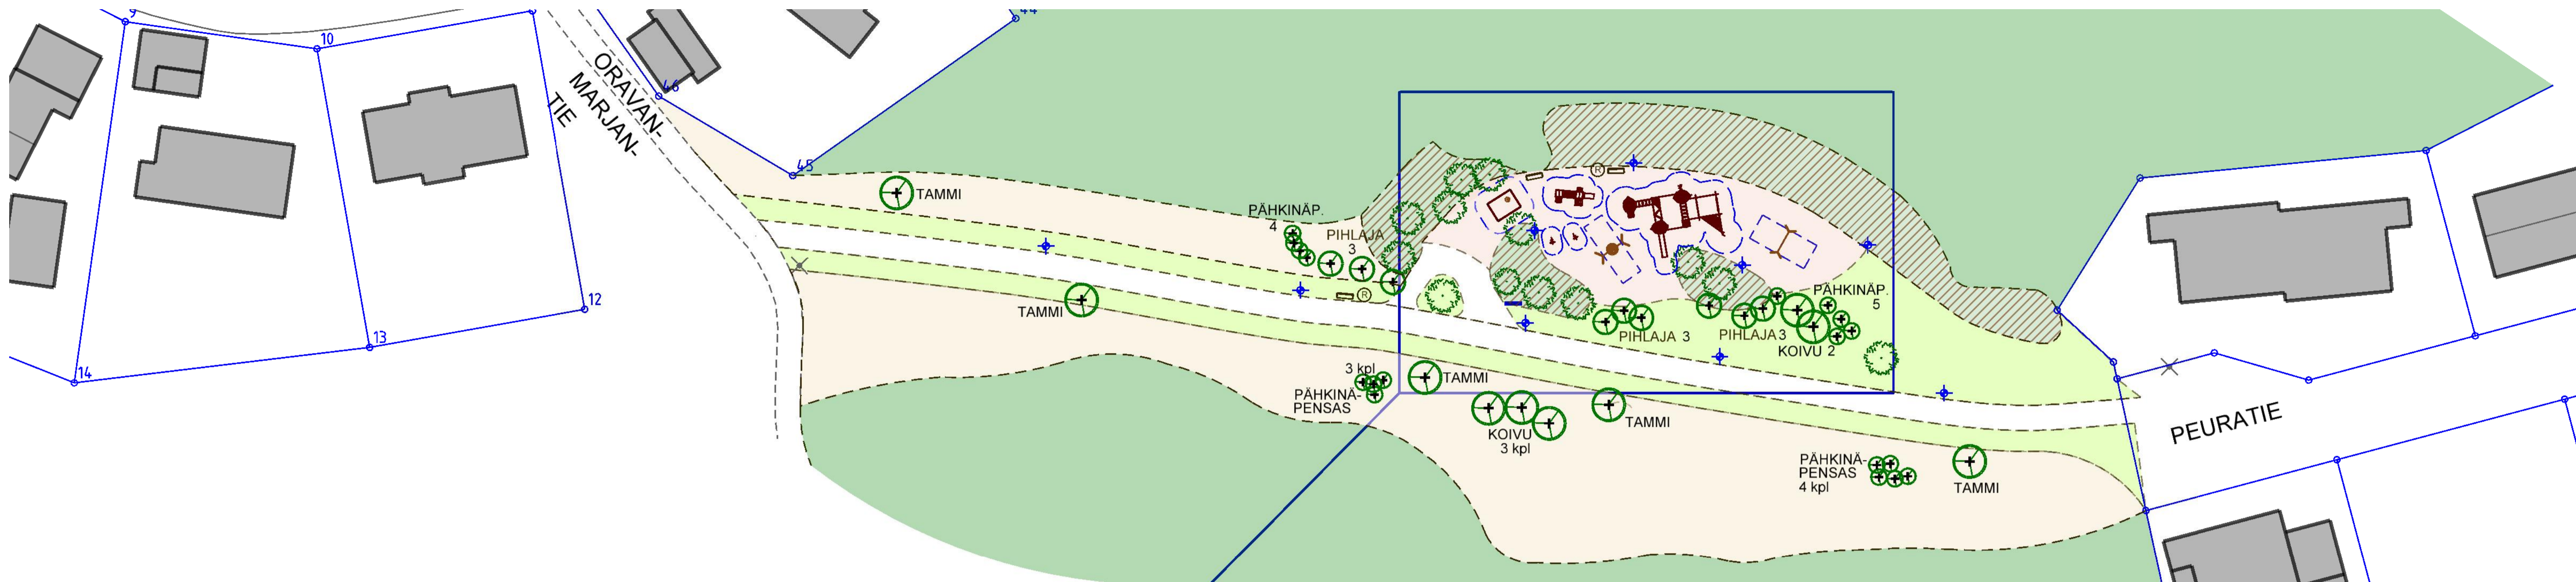 9
10
44
46
45
ORAVAN-
MARJAN-
TIE
12
13
14
TAMMI
TAMMI
PÄHKINÄP.
4
PIHLAJA
3
R
R
PÄHKINÄP.
5
PIHLAJA 3
PIHLAJA3
KOIVU 2
3 kpl
PÄHKINÄ-
PENSAS
TAMMI
KOIVU
3 kpl
TAMMI
PÄHKINÄ-
PENSAS
4 kpl
TAMMI
PEURATIE